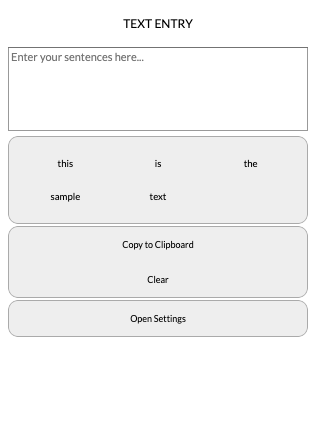 TEXT ENTRY
Enter your sentences here...
this is the
sample text
Copy to Clipboard
Clear
Open Settings